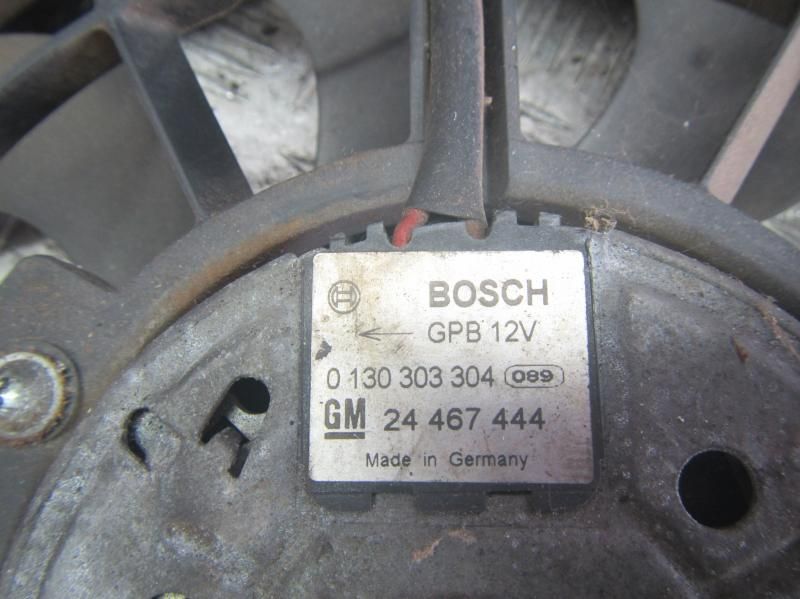 BOSCH
← GPB 12V
0 130 303 304 089
GM 24 467 444
Made in Germany